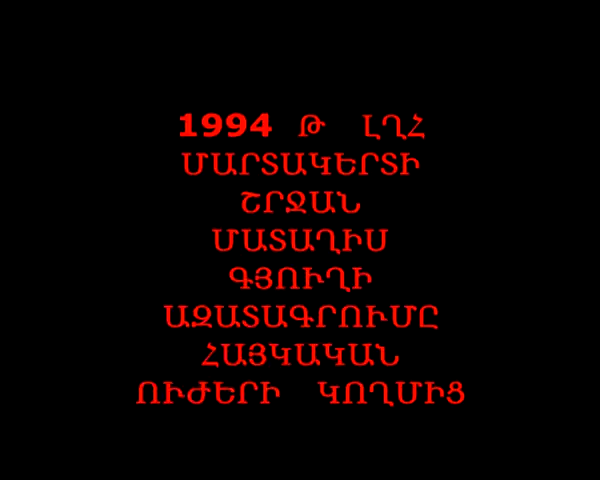 1994 Թ ԼՂՀ
ՄԱՐՏԱԿԵՐՏԻ
ՇՐՋԱՆ
ՄԱՏԱՂԻՍ
ԳՅՈՒՂԻ
ԱԶԱՏԱԳՐՈՒՄԸ
ՀԱՅԿԱԿԱՆ
ՈՒԺԵՐԻ ԿՈՂՄԻՑ